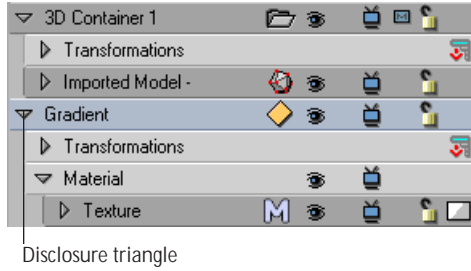 3D Container 1
Transformations
Imported Model -
Gradient
Transformations
Material
Texture
M
Disclosure triangle